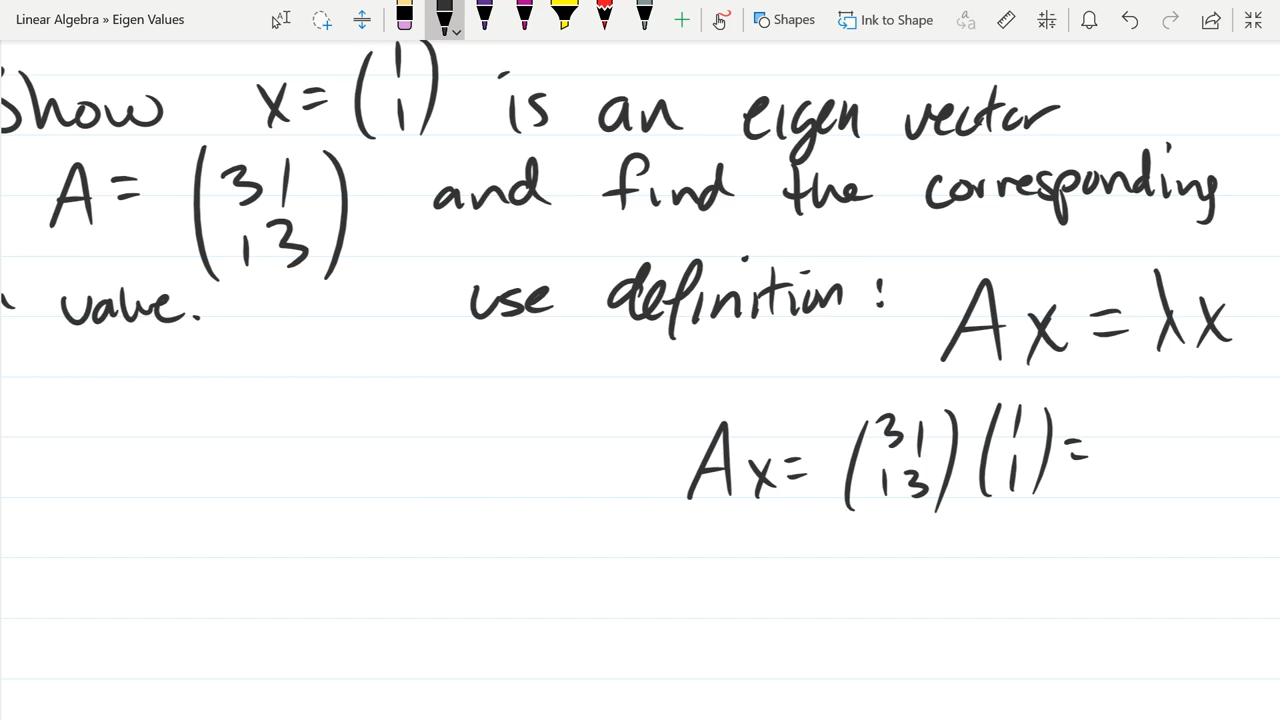 Linear Algebra » Eigen Values
Shapes
Ink to Shape
Show x = (1 1) is an eigen vector
A = (3 1 1 3) and find the corresponding
value. use definition: Ax = λx
Ax = (3 1 1 3)(1 1) =